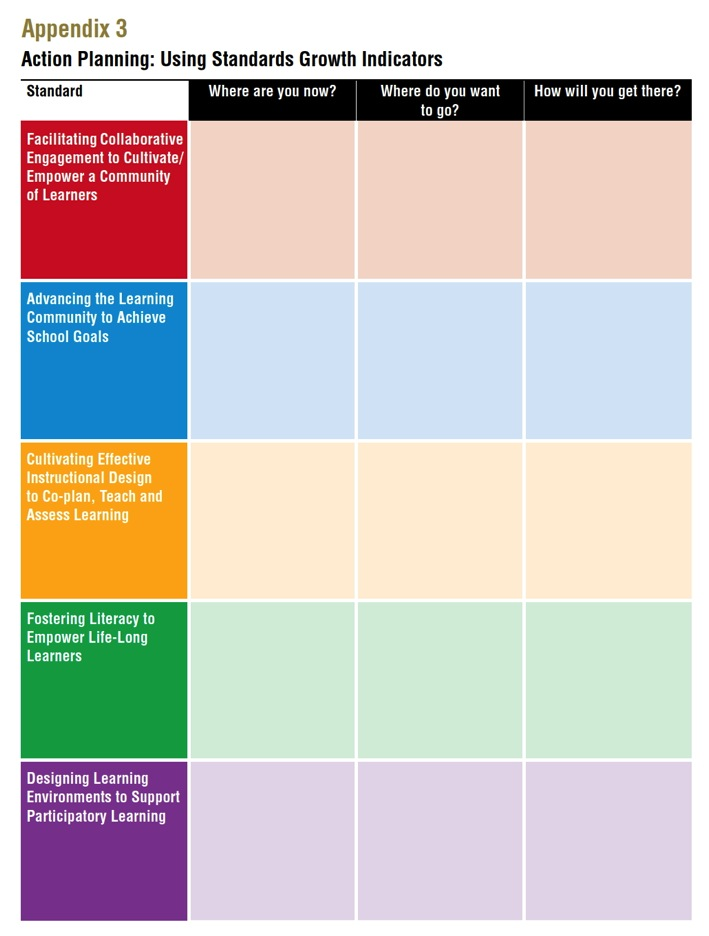 Appendix 3
Action Planning: Using Standards Growth Indicators
Standard
Where are you now?
Where do you want
to go?
How will you get there?
Facilitating Collaborative
Engagement to Cultivate/
Empower a Community
of Learners
Advancing the Learning
Community to Achieve
School Goals
Cultivating Effective
Instructional Design
to Co-plan, Teach and
Assess Learning
Fostering Literacy to
Empower Life-Long
Learners
Designing Learning
Environments to Support
Participatory Learning